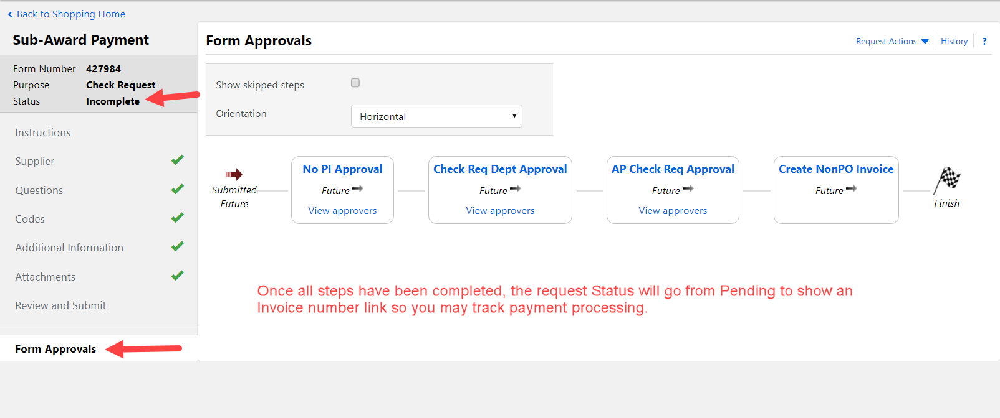 Back to Shopping Home
Sub-Award Payment
Form Number 427984
Purpose Check Request
Status Incomplete
Instructions
Supplier
Questions
Codes
Additional Information
Attachments
Review and Submit
Form Approvals
Form Approvals
Request Actions History ?
Show skipped steps
Orientation Horizontal
Submitted
Future
No PI Approval
Future
View approvers
Check Req Dept Approval
Future
View approvers
AP Check Req Approval
Future
View approvers
Create NonPO Invoice
Future
Finish
Once all steps have been completed, the request Status will go from Pending to show an
Invoice number link so you may track payment processing.